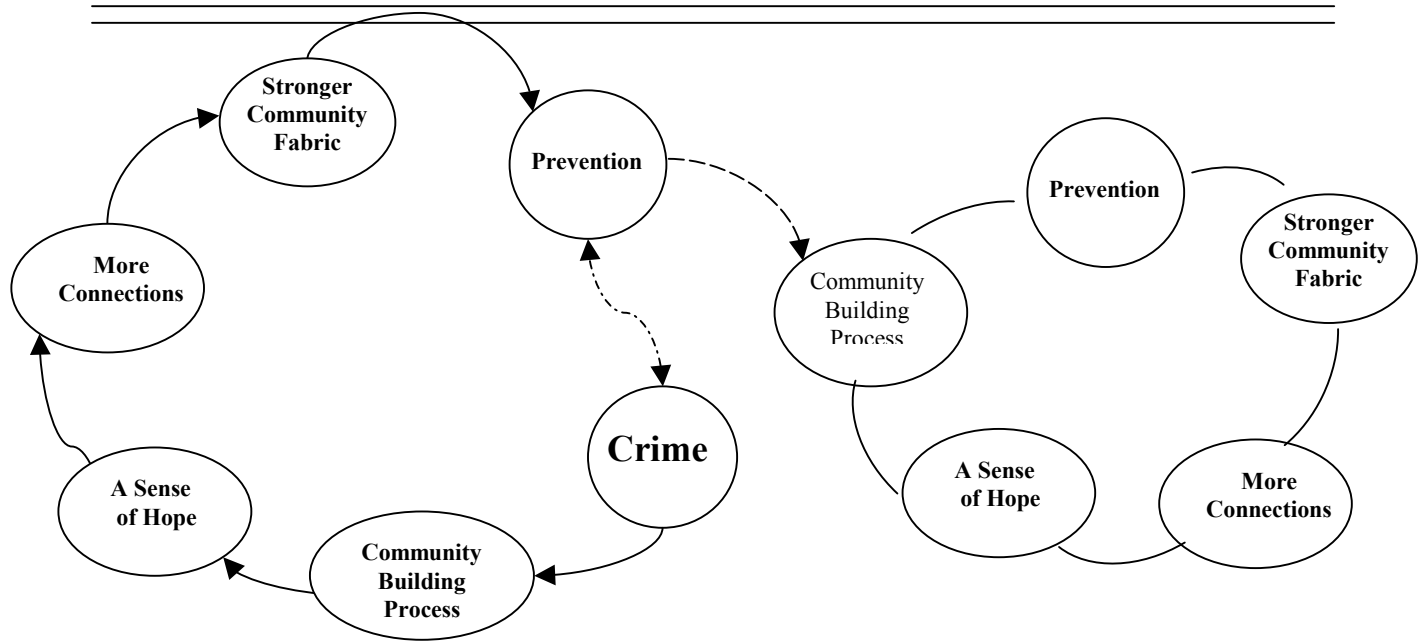 Stronger
Community
Fabric
Prevention
More
Connections
A Sense
of Hope
Community
Building
Process
Crime
Community
Building
Process
Prevention
Stronger
Community
Fabric
More
Connections
A Sense
of Hope